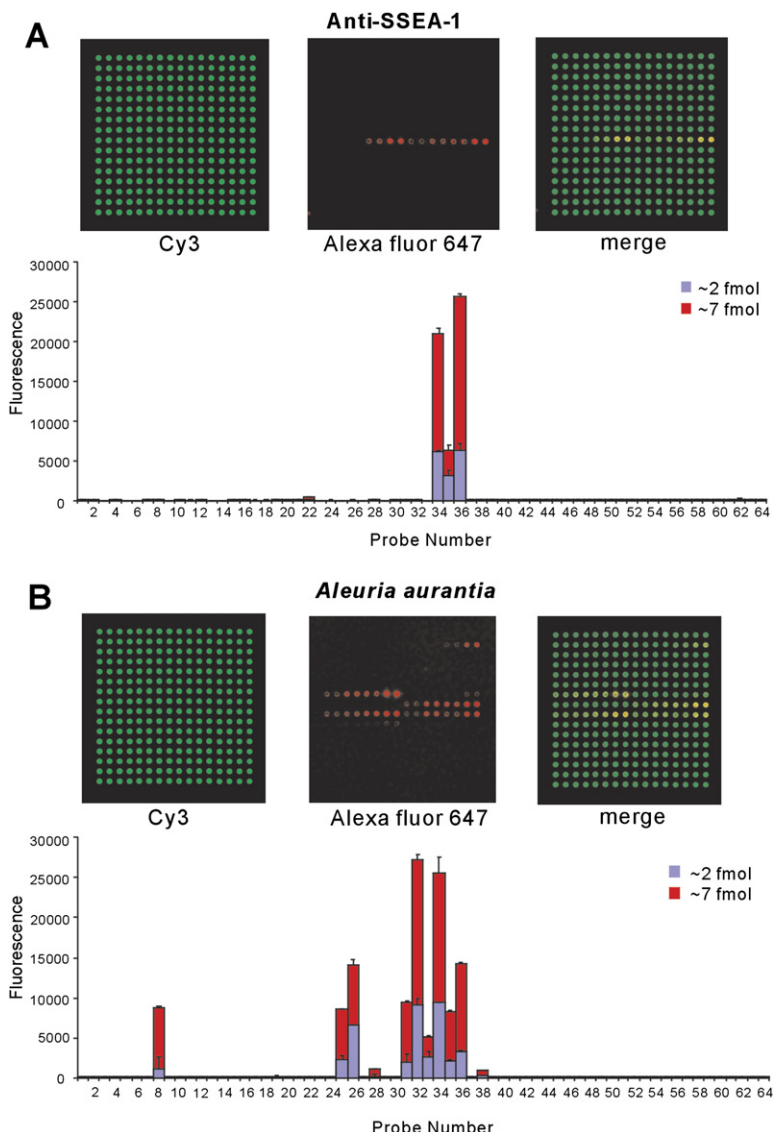 A
Anti-SSEA-1
Cy3
Alexa fluor 647
merge
30000
25000
20000
15000
10000
5000
0
Fluorescence
~2 fmol
~7 fmol
2 4 6 8 10 12 14 16 18 20 22 24 26 28 30 32 34 36 38 40 42 44 46 48 50 52 54 56 58 60 62 64
Probe Number
B
Aleuria aurantia
Cy3
Alexa fluor 647
merge
30000
25000
20000
15000
10000
5000
0
Fluorescence
~2 fmol
~7 fmol
2 4 6 8 10 12 14 16 18 20 22 24 26 28 30 32 34 36 38 40 42 44 46 48 50 52 54 56 58 60 62 64
Probe Number